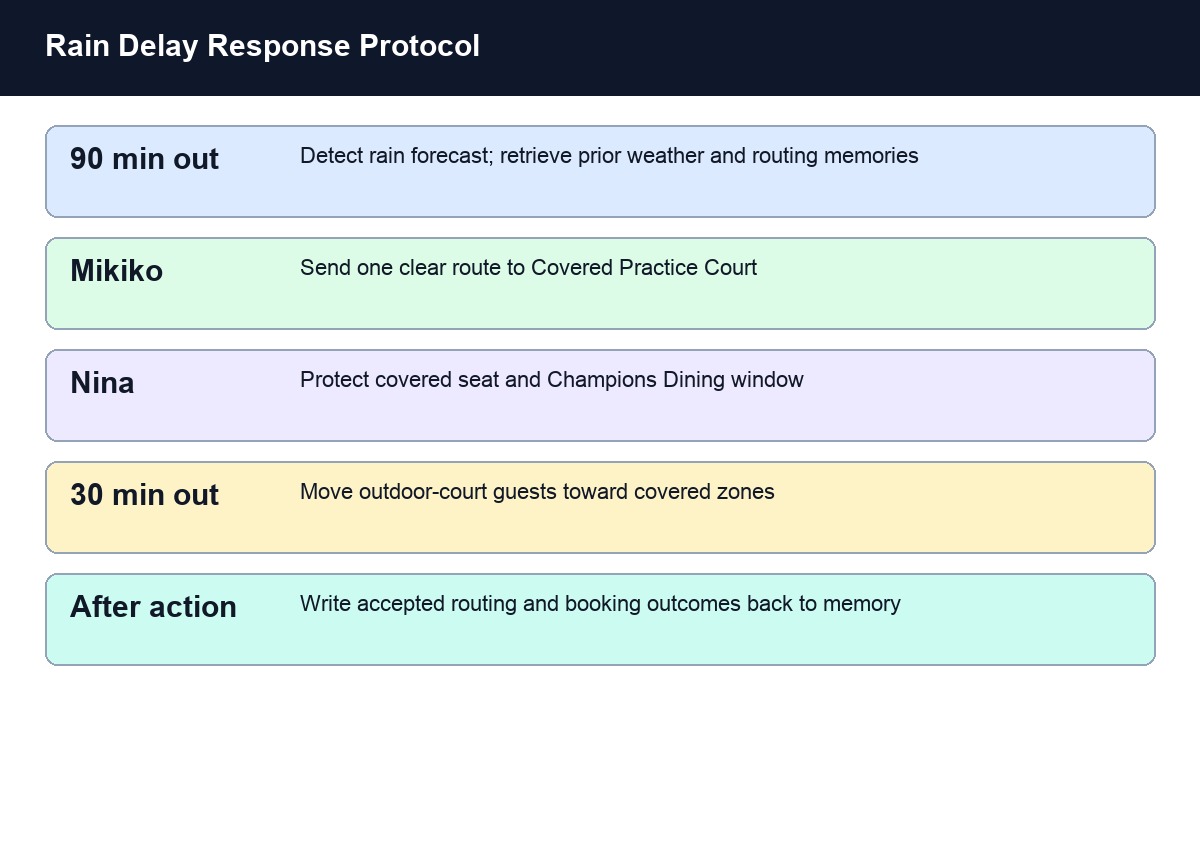 Rain Delay Response Protocol
90 min out
Detect rain forecast; retrieve prior weather and routing memories
Mikiko
Send one clear route to Covered Practice Court
Nina
Protect covered seat and Champions Dining window
30 min out
Move outdoor-court guests toward covered zones
After action
Write accepted routing and booking outcomes back to memory